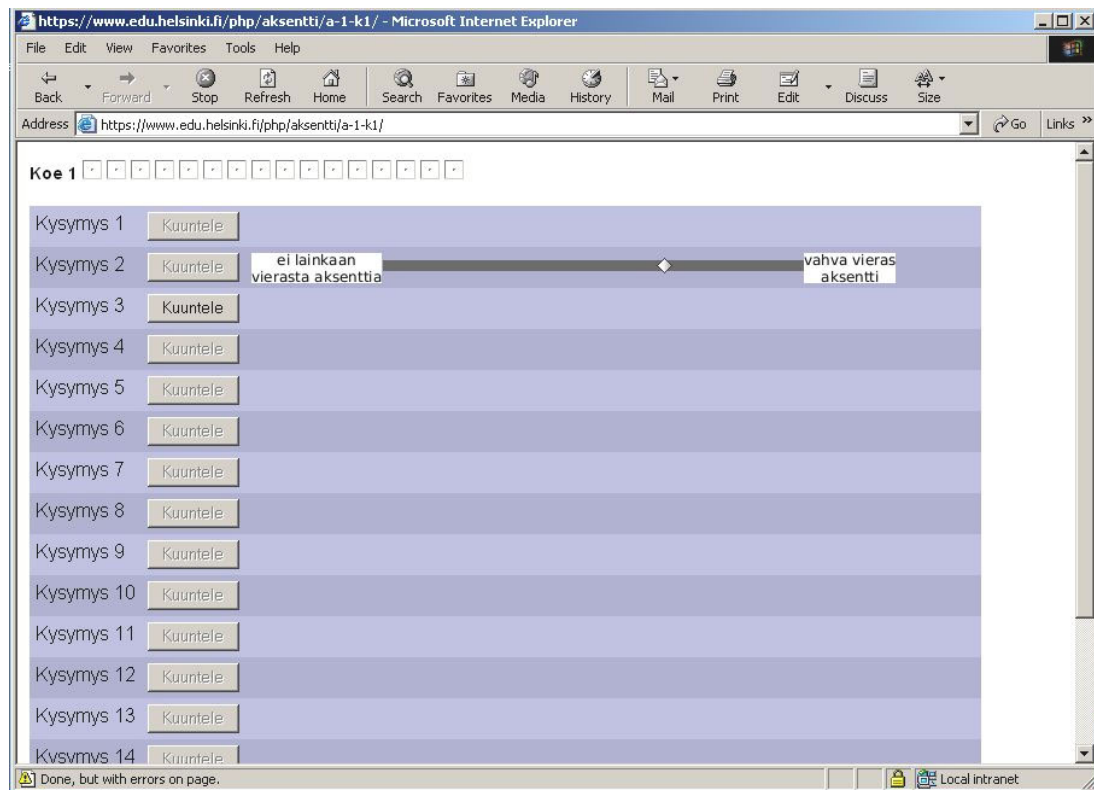 https://www.edu.helsinki.fi/php/aksentti/a-1-k1/ - Microsoft Internet Explorer
File Edit View Favorites Tools Help
Back Forward Stop Refresh Home Search Favorites Media History Mail Print Edit Discuss Size
Address https://www.edu.helsinki.fi/php/aksentti/a-1-k1/ Go Links »
Koe 1
Kysymys 1 Kuuntele
Kysymys 2 Kuuntele ei lainkaan vierasta aksenttia vahva vieras aksentti
Kysymys 3 Kuuntele
Kysymys 4 Kuuntele
Kysymys 5 Kuuntele
Kysymys 6 Kuuntele
Kysymys 7 Kuuntele
Kysymys 8 Kuuntele
Kysymys 9 Kuuntele
Kysymys 10 Kuuntele
Kysymys 11 Kuuntele
Kysymys 12 Kuuntele
Kysymys 13 Kuuntele
Kysymys 14 Kuuntele
Done, but with errors on page. Local intranet